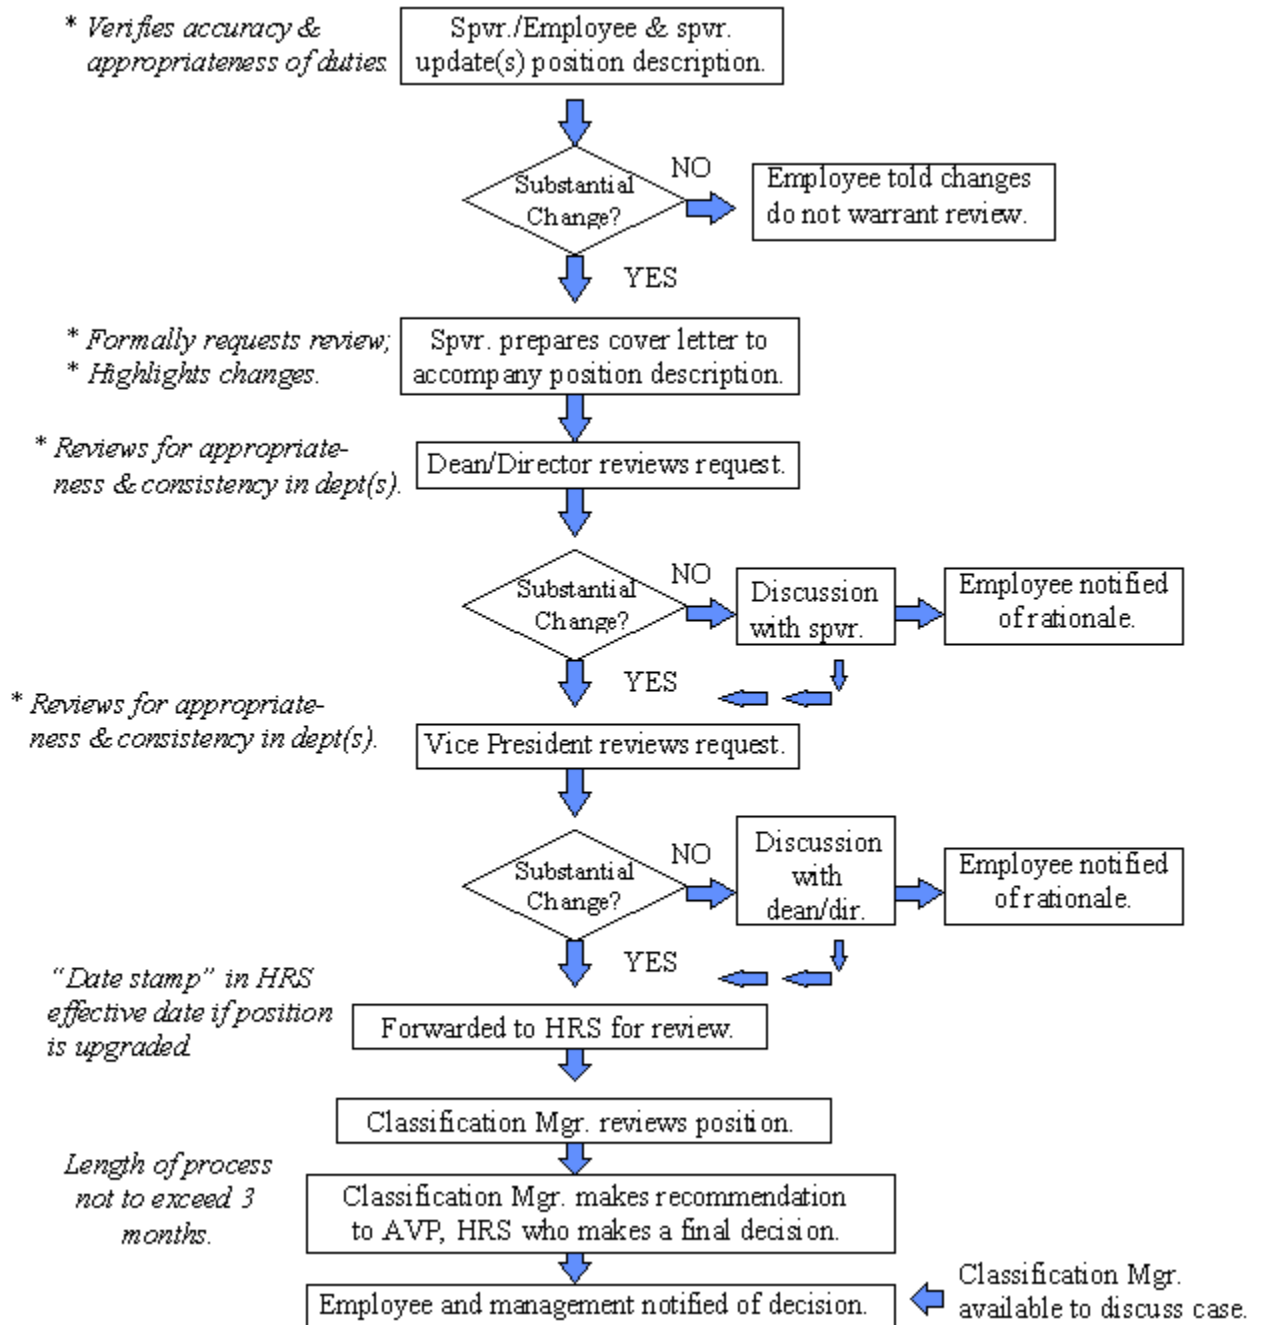 * Verifies accuracy &
appropriateness of duties.
Spvr./Employee & spvr.
update(s) position description.
Substantial
Change?
NO
Employee told changes
do not warrant review.
YES
* Formally requests review;
* Highlights changes.
Spvr. prepares cover letter to
accompany position description.
* Reviews for appropriate-
ness & consistency in dept(s).
Dean/Director reviews request.
Substantial
Change?
NO
Discussion
with spvr.
Employee notified
of rationale.
YES
* Reviews for appropriate-
ness & consistency in dept(s).
Vice President reviews request.
Substantial
Change?
NO
Discussion
with
dean/dir.
Employee notified
of rationale.
YES
“Date stamp” in HRS
effective date if position
is upgraded.
Forwarded to HRS for review.
Classification Mgr. reviews position.
Length of process
not to exceed 3
months.
Classification Mgr. makes recommendation
to AVP, HRS who makes a final decision.
Employee and management notified of decision.
Classification Mgr.
available to discuss case.